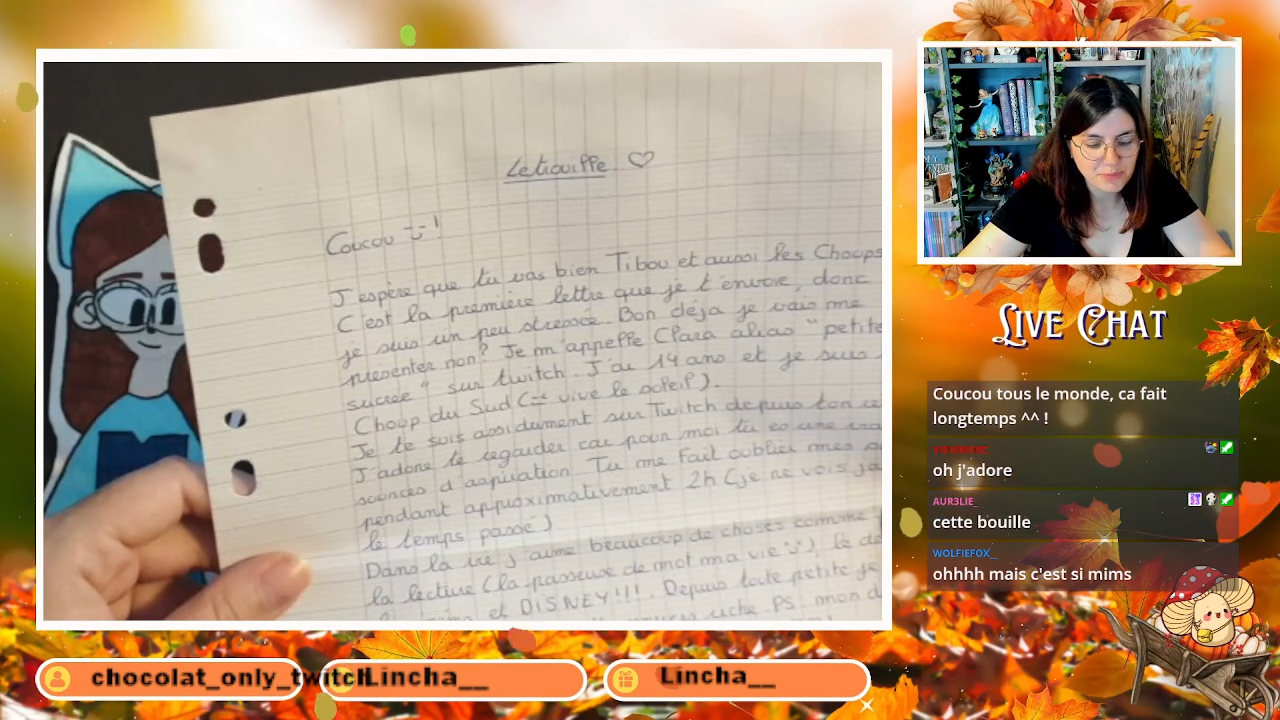 Coucou :) !
J'espère que tu vas bien Tibou et aussi les Choops
C'est la première lettre que je t'envoie, donc
je suis un peu stressée. Bon déja je vais me
présenter non? Je m'appelle Clara alias "petite
sucrée" sur twitch. J'ai 14 ans et je suis
Choop du Sud (vive le soleil).
Je te suis assidument sur Twitch depuis ton
J'adore te regarder car pour moi tu es une
sources d'aspiration. Tu me fait oublier mes
pendant approximativement 2h (je ne vois
le temps passé)
Dans la vie j'aime beaucoup de choses comme
la lecture (la passeuse de mot ma vie), le
et DISNEY!!!. Depuis toute petite je
PS: mon
LIVE CHAT
Coucou tous le monde, ca fait
longtemps ^^ !
oh j'adore
AUR3LIE_
cette bouille
WOLFIEFOX__
ohhhh mais c'est si mims
chocolat_only_twitch
Lincha__
Lincha__